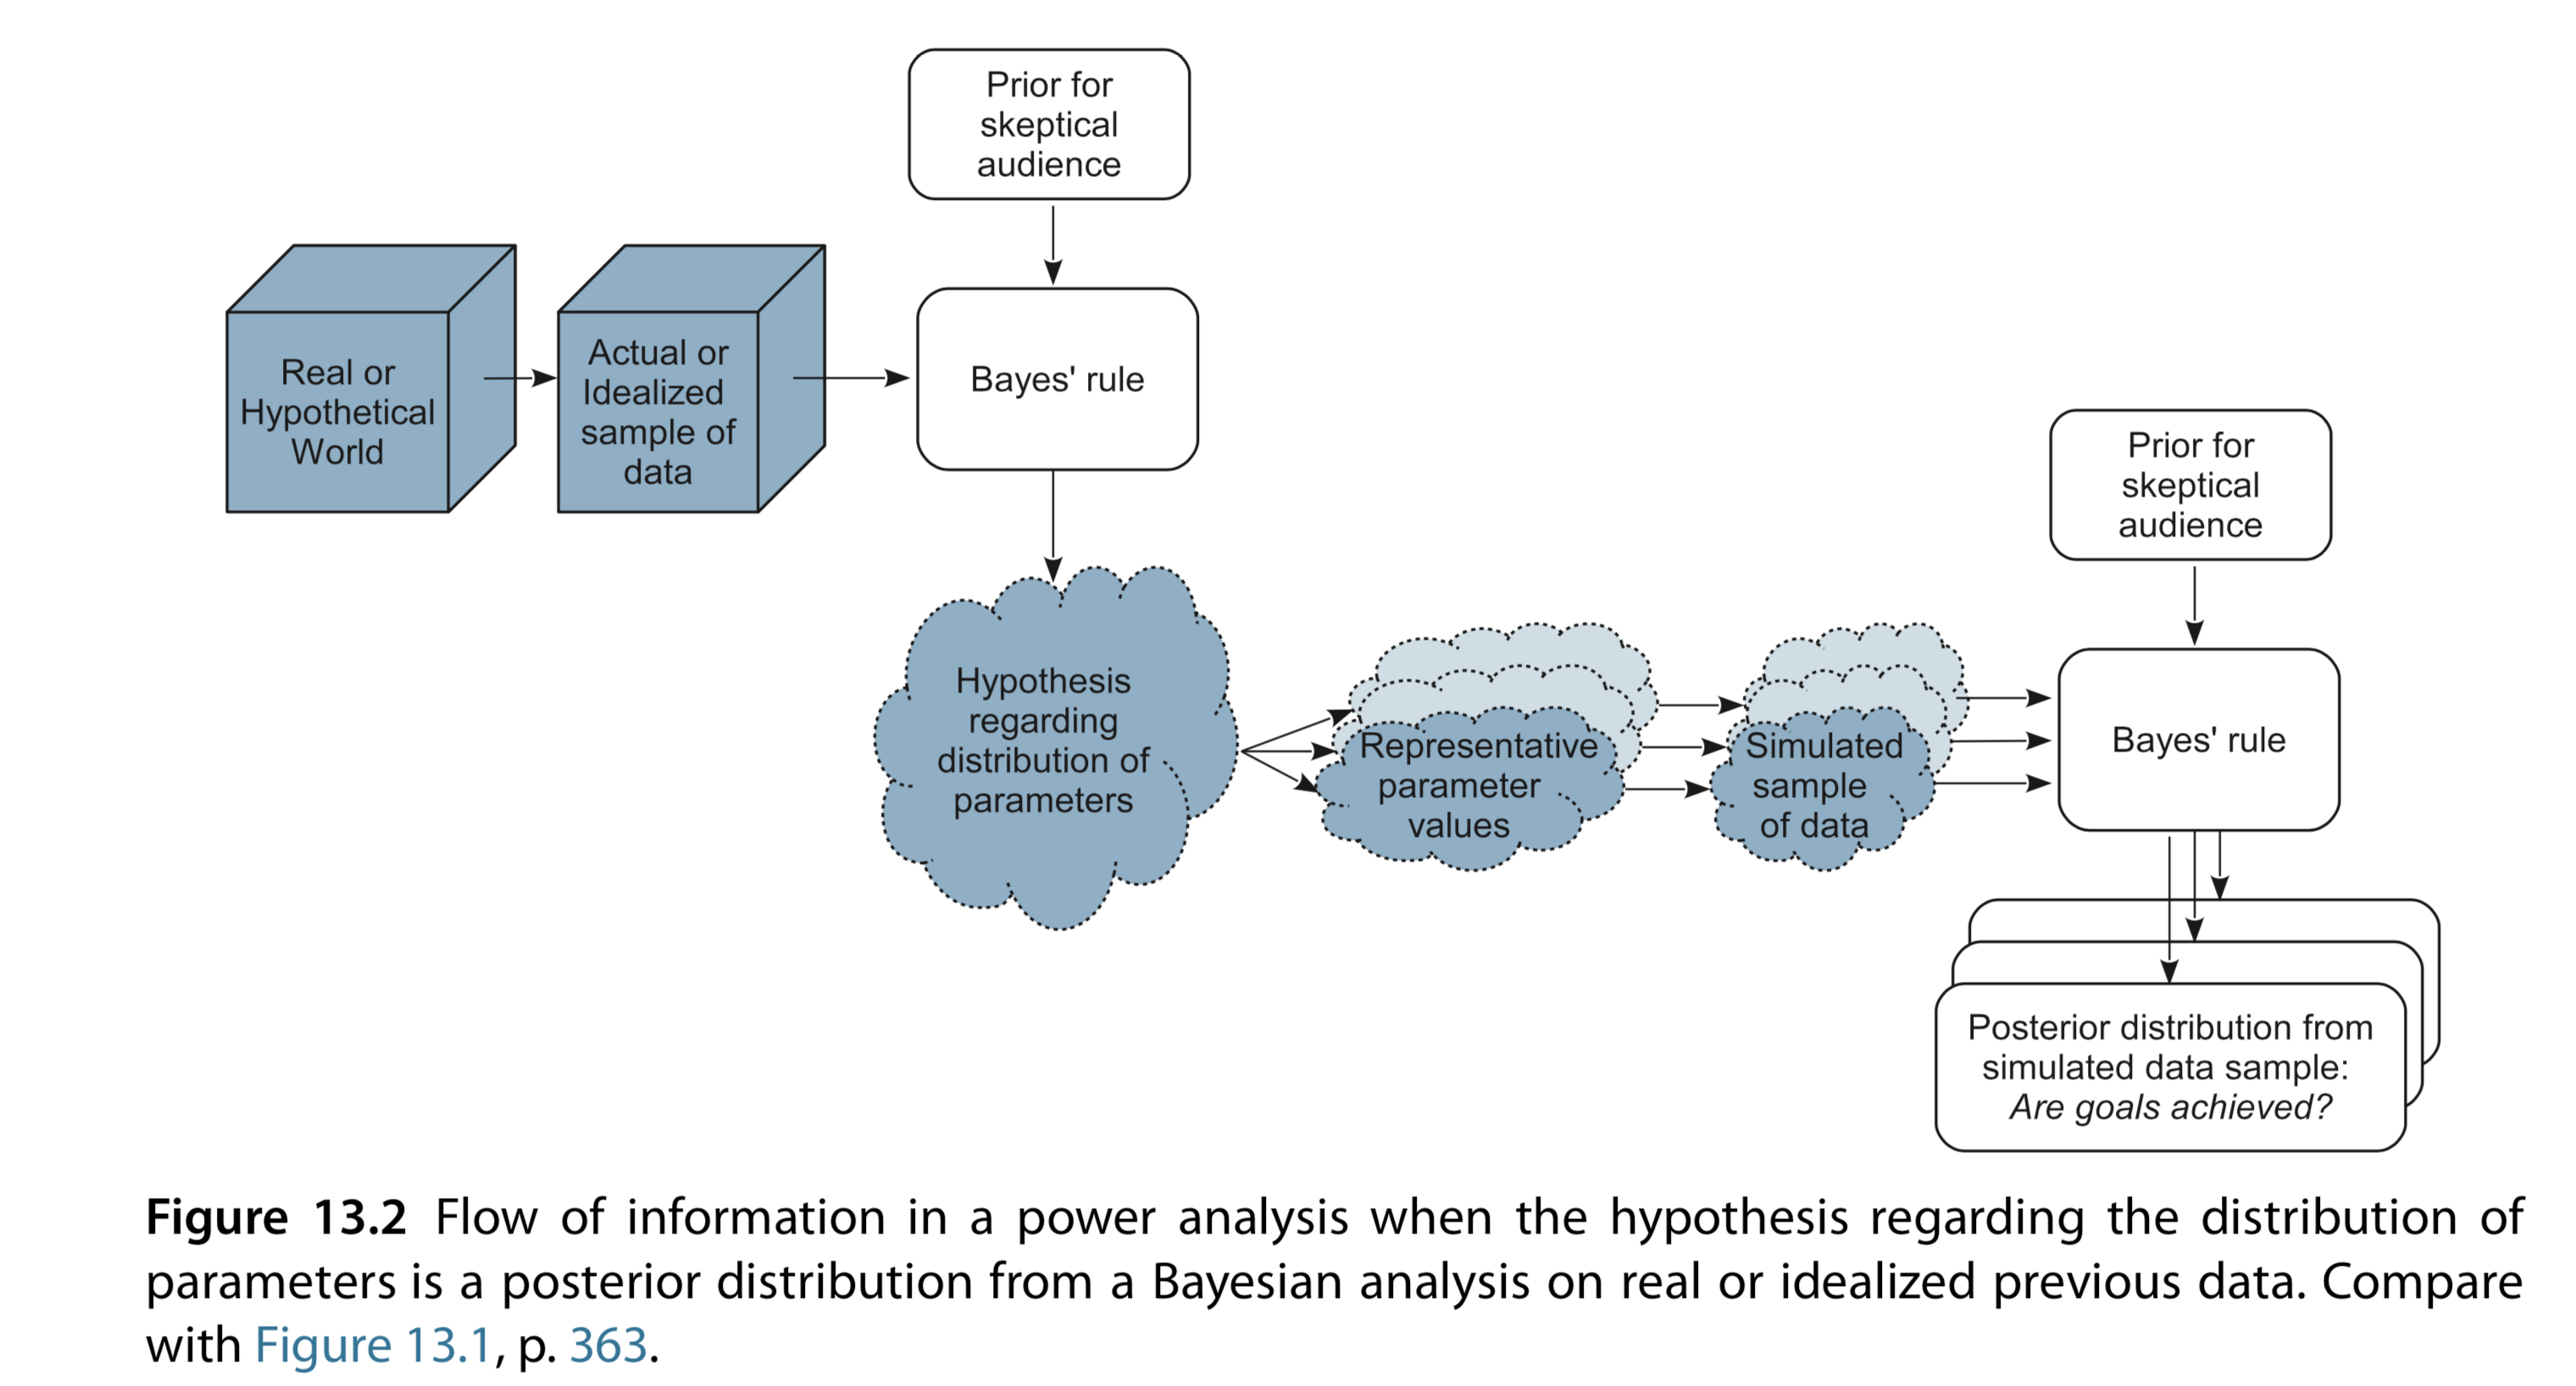 Prior for
skeptical
audience
Real or
Hypothetical
World
Actual or
Idealized
sample of
data
Bayes' rule
Prior for
skeptical
audience
Hypothesis
regarding
distribution of
parameters
Representative
parameter
values
Simulated
sample
of data
Bayes' rule
Posterior distribution from
simulated data sample:
Are goals achieved?
Figure 13.2 Flow of information in a power analysis when the hypothesis regarding the distribution of
parameters is a posterior distribution from a Bayesian analysis on real or idealized previous data. Compare
with Figure 13.1, p. 363.